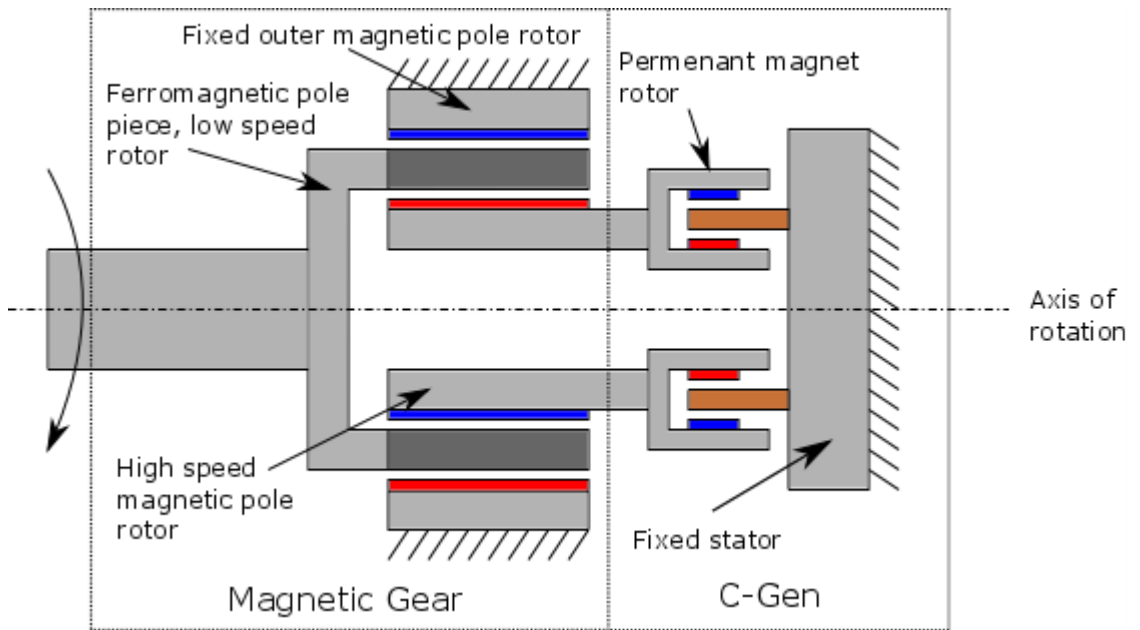 Fixed outer magnetic pole rotor
Permenant magnet
rotor
Ferromagnetic pole
piece, low speed
rotor
Axis of
rotation
High speed
magnetic pole
rotor
Fixed stator
Magnetic Gear
C-Gen